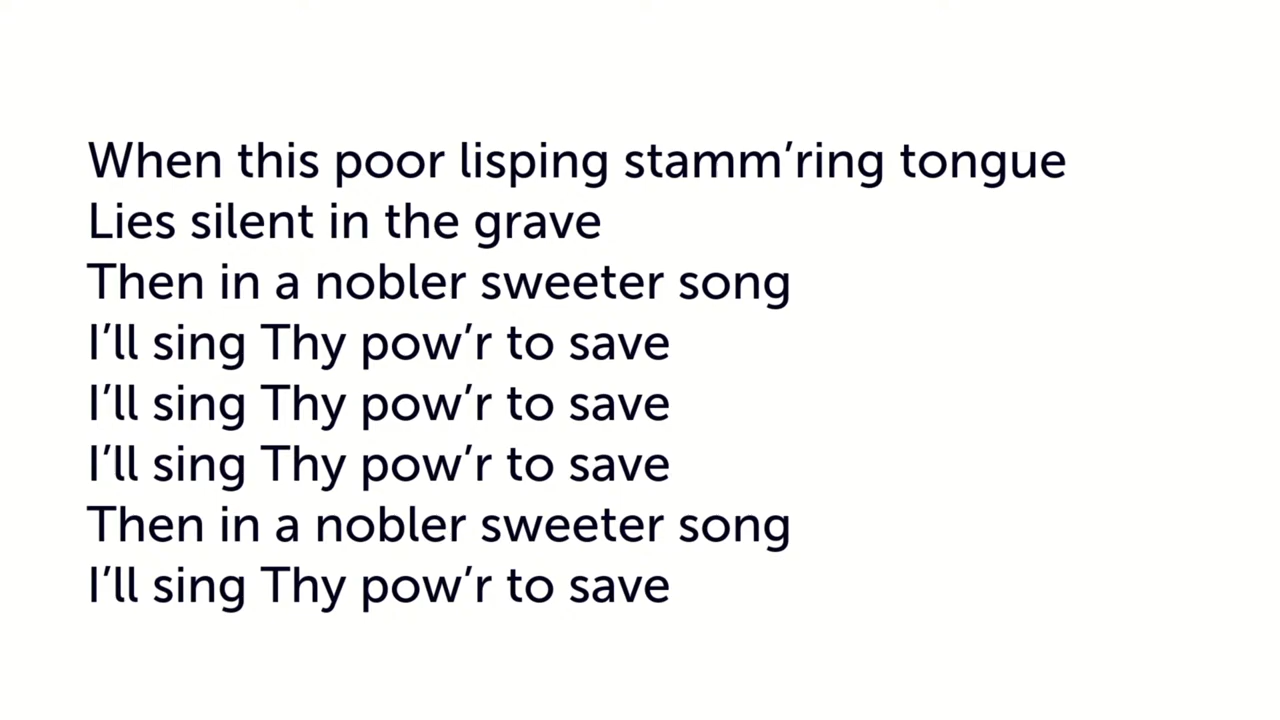 When this poor lisping stamm’ring tongue
Lies silent in the grave
Then in a nobler sweeter song
I’ll sing Thy pow’r to save
I’ll sing Thy pow’r to save
I’ll sing Thy pow’r to save
Then in a nobler sweeter song
I’ll sing Thy pow’r to save